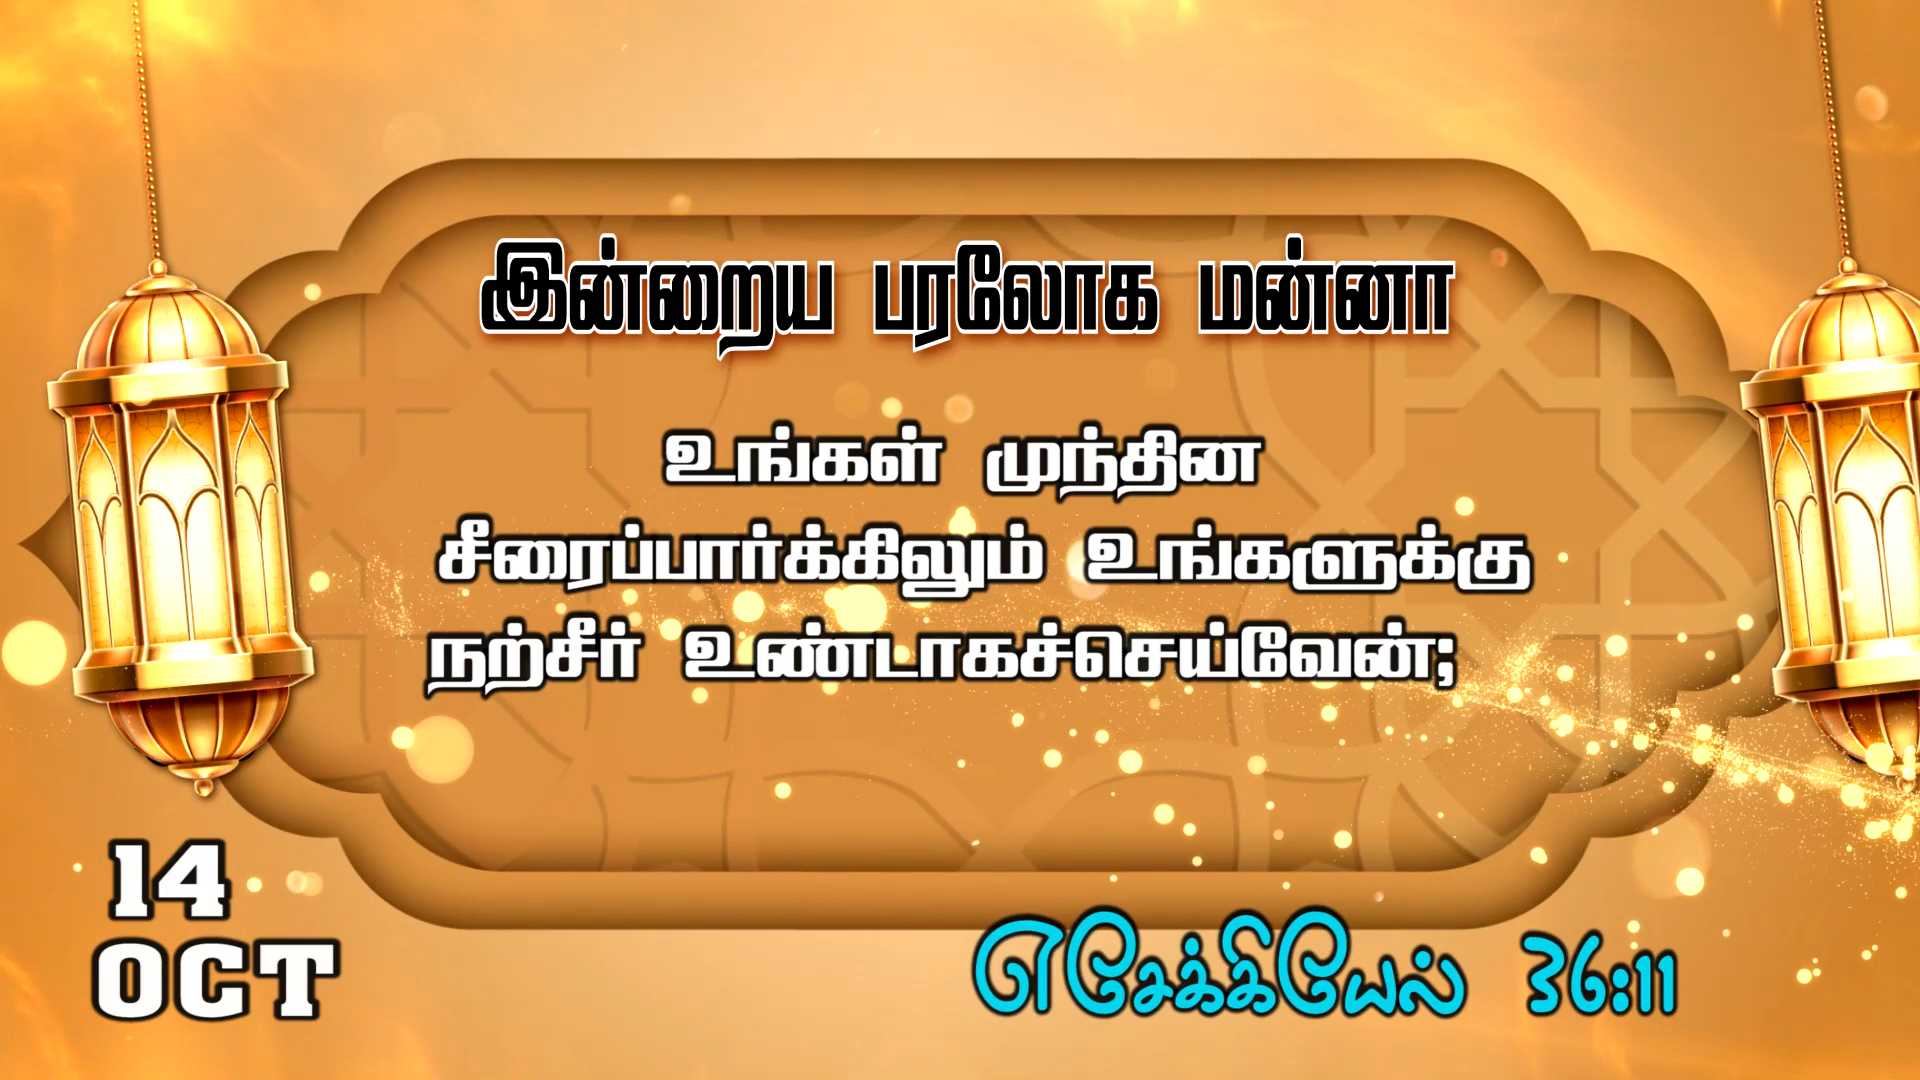 இன்றைய பரலோக மன்னா
உங்கள் முந்தின
சீரைப்பார்க்கிலும் உங்களுக்கு
நற்சீர் உண்டாகச்செய்வேன்;
14
OCT
எசேக்கியேல் 36:11